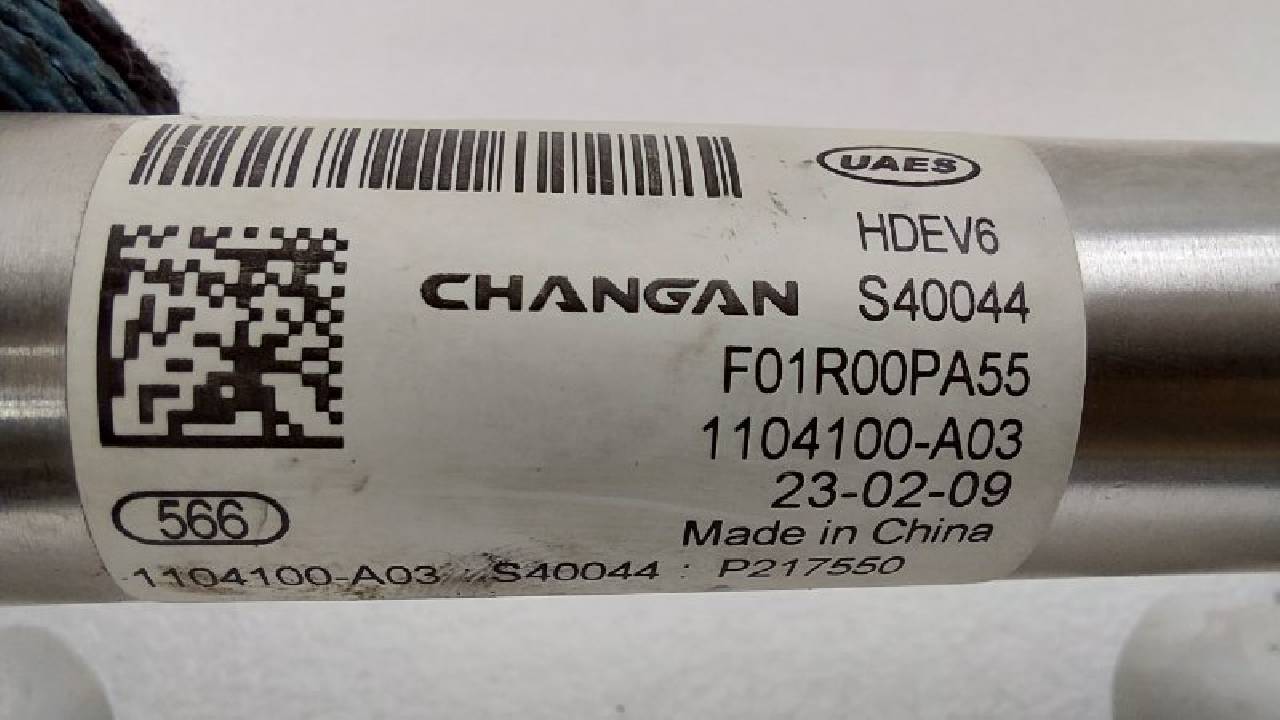 UAES
HDEV6
CHANGAN S40044
F01R00PA55
1104100-A03
23-02-09
566
Made in China
1104100-A03 : S40044 : P217550